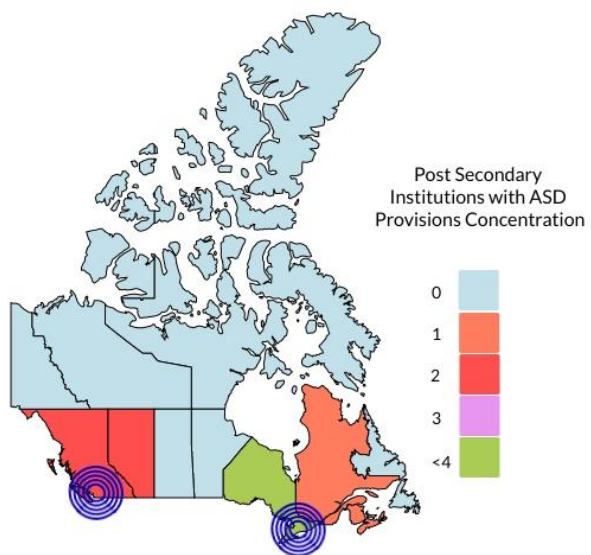 Post Secondary
Institutions with ASD
Provisions Concentration
0
1
2
3
<4